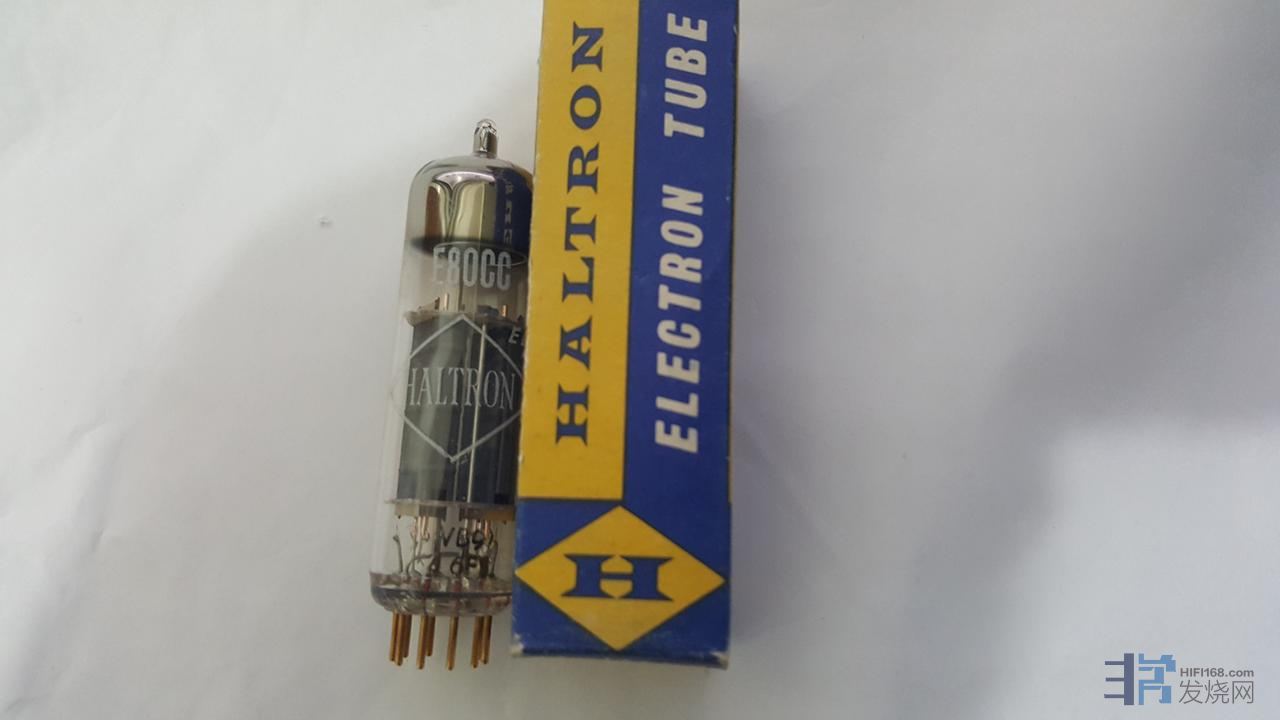 E80CC
HALTRON
HALTRON
ELECTRON TUBE
H
HIFI168.com
发烧网